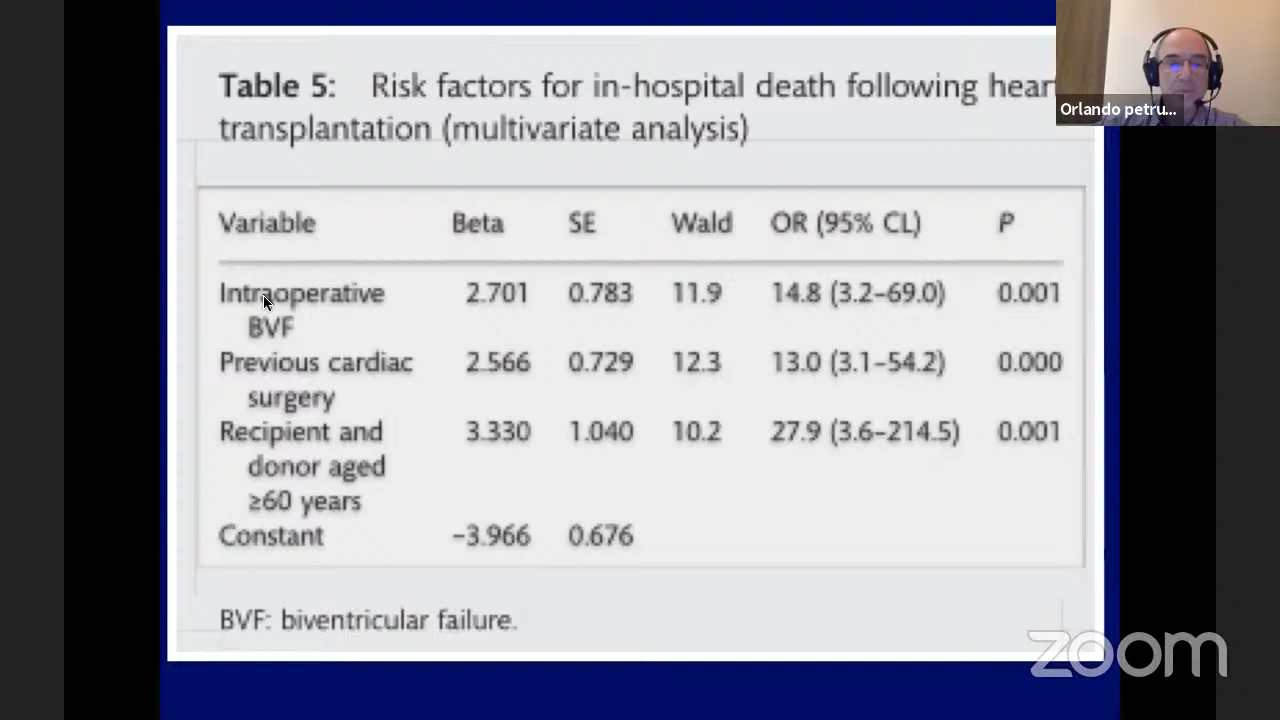 Table 5: Risk factors for in-hospital death following hear
transplantation (multivariate analysis)
Orlando petru...
Variable Beta SE Wald OR (95% CL) P
Intraoperative 2.701 0.783 11.9 14.8 (3.2–69.0) 0.001
BVF
Previous cardiac 2.566 0.729 12.3 13.0 (3.1–54.2) 0.000
surgery
Recipient and 3.330 1.040 10.2 27.9 (3.6–214.5) 0.001
donor aged
≥60 years
Constant −3.966 0.676
BVF: biventricular failure.
zoom